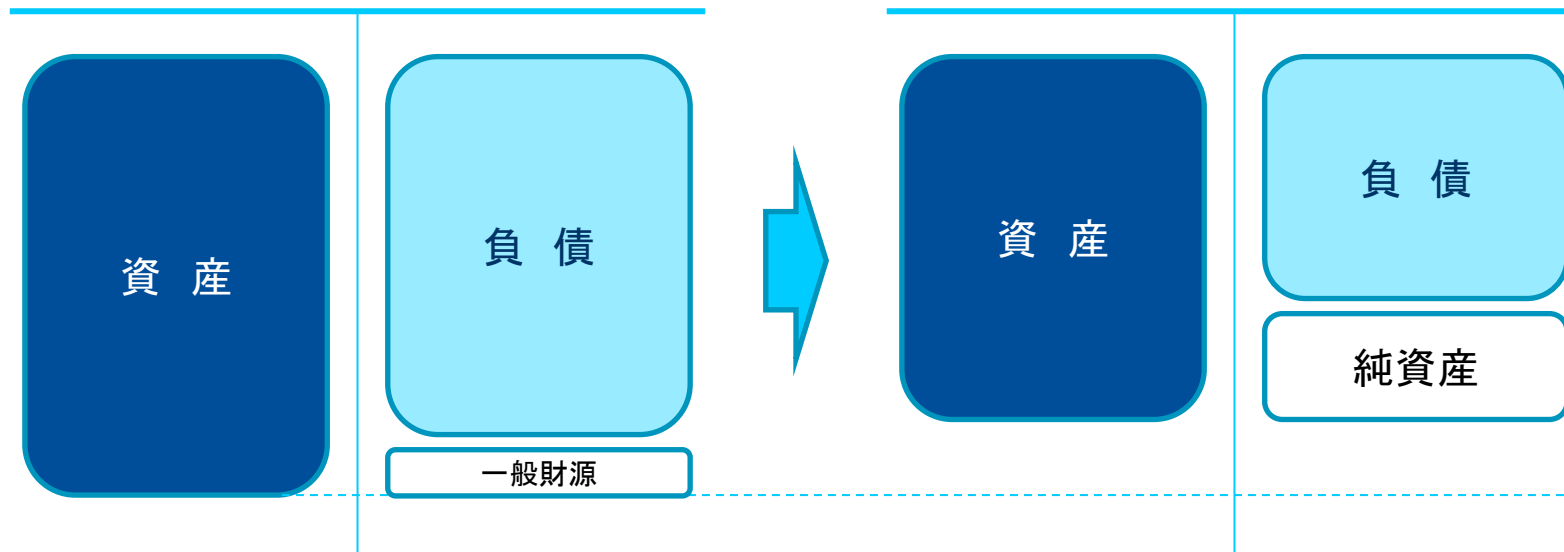 資 産
負 債
一般財源
資 産
負 債
純資産